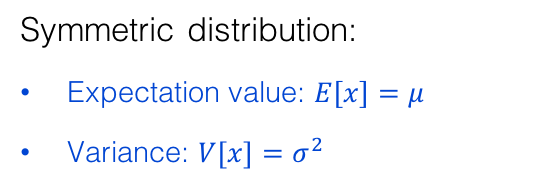 Symmetric distribution:
• Expectation value: E[x] = μ
• Variance: V[x] = σ²